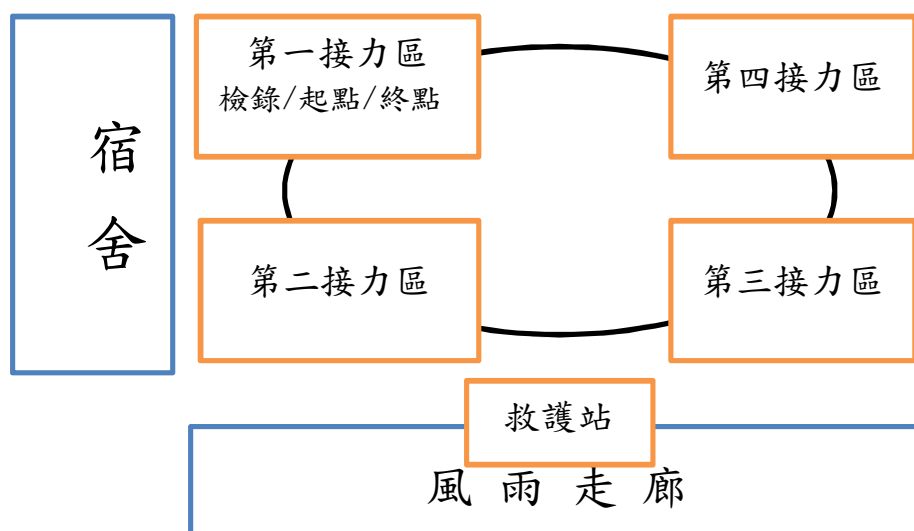 第一接力區
檢錄/起點/終點
第四接力區
宿
舍
第二接力區
第三接力區
救護站
風雨走廊